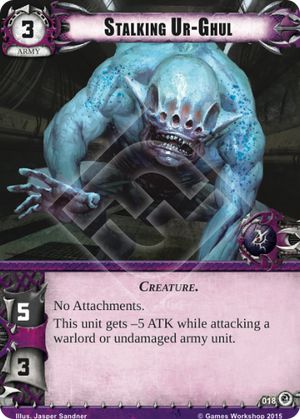 3
ARMY
Stalking Ur-Ghul
Creature.
No Attachments.
This unit gets –5 ATK while attacking a
warlord or undamaged army unit.
5
3
018
Illus. Jasper Sandner
© Games Workshop 2015